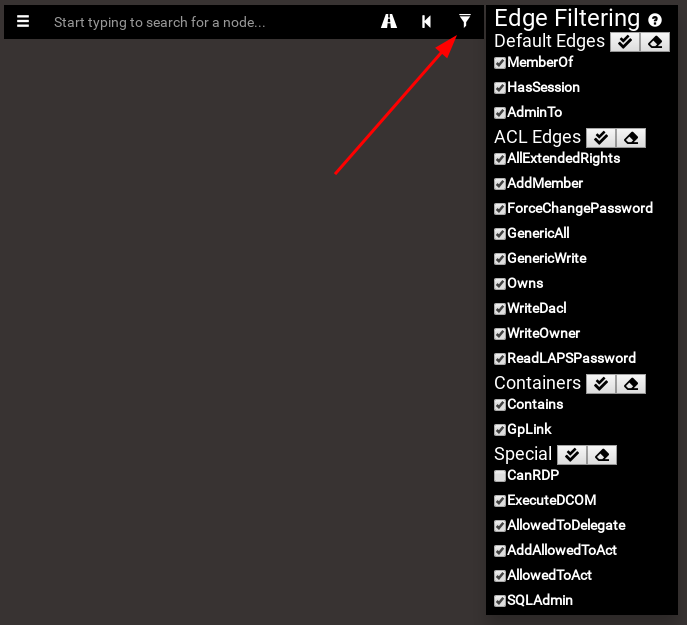 Start typing to search for a node...
Edge Filtering
Default Edges
MemberOf
HasSession
AdminTo
ACL Edges
AllExtendedRights
AddMember
ForceChangePassword
GenericAll
GenericWrite
Owns
WriteDacl
WriteOwner
ReadLAPSPassword
Containers
Contains
GpLink
Special
CanRDP
ExecuteDCOM
AllowedToDelegate
AddAllowedToAct
AllowedToAct
SQLAdmin